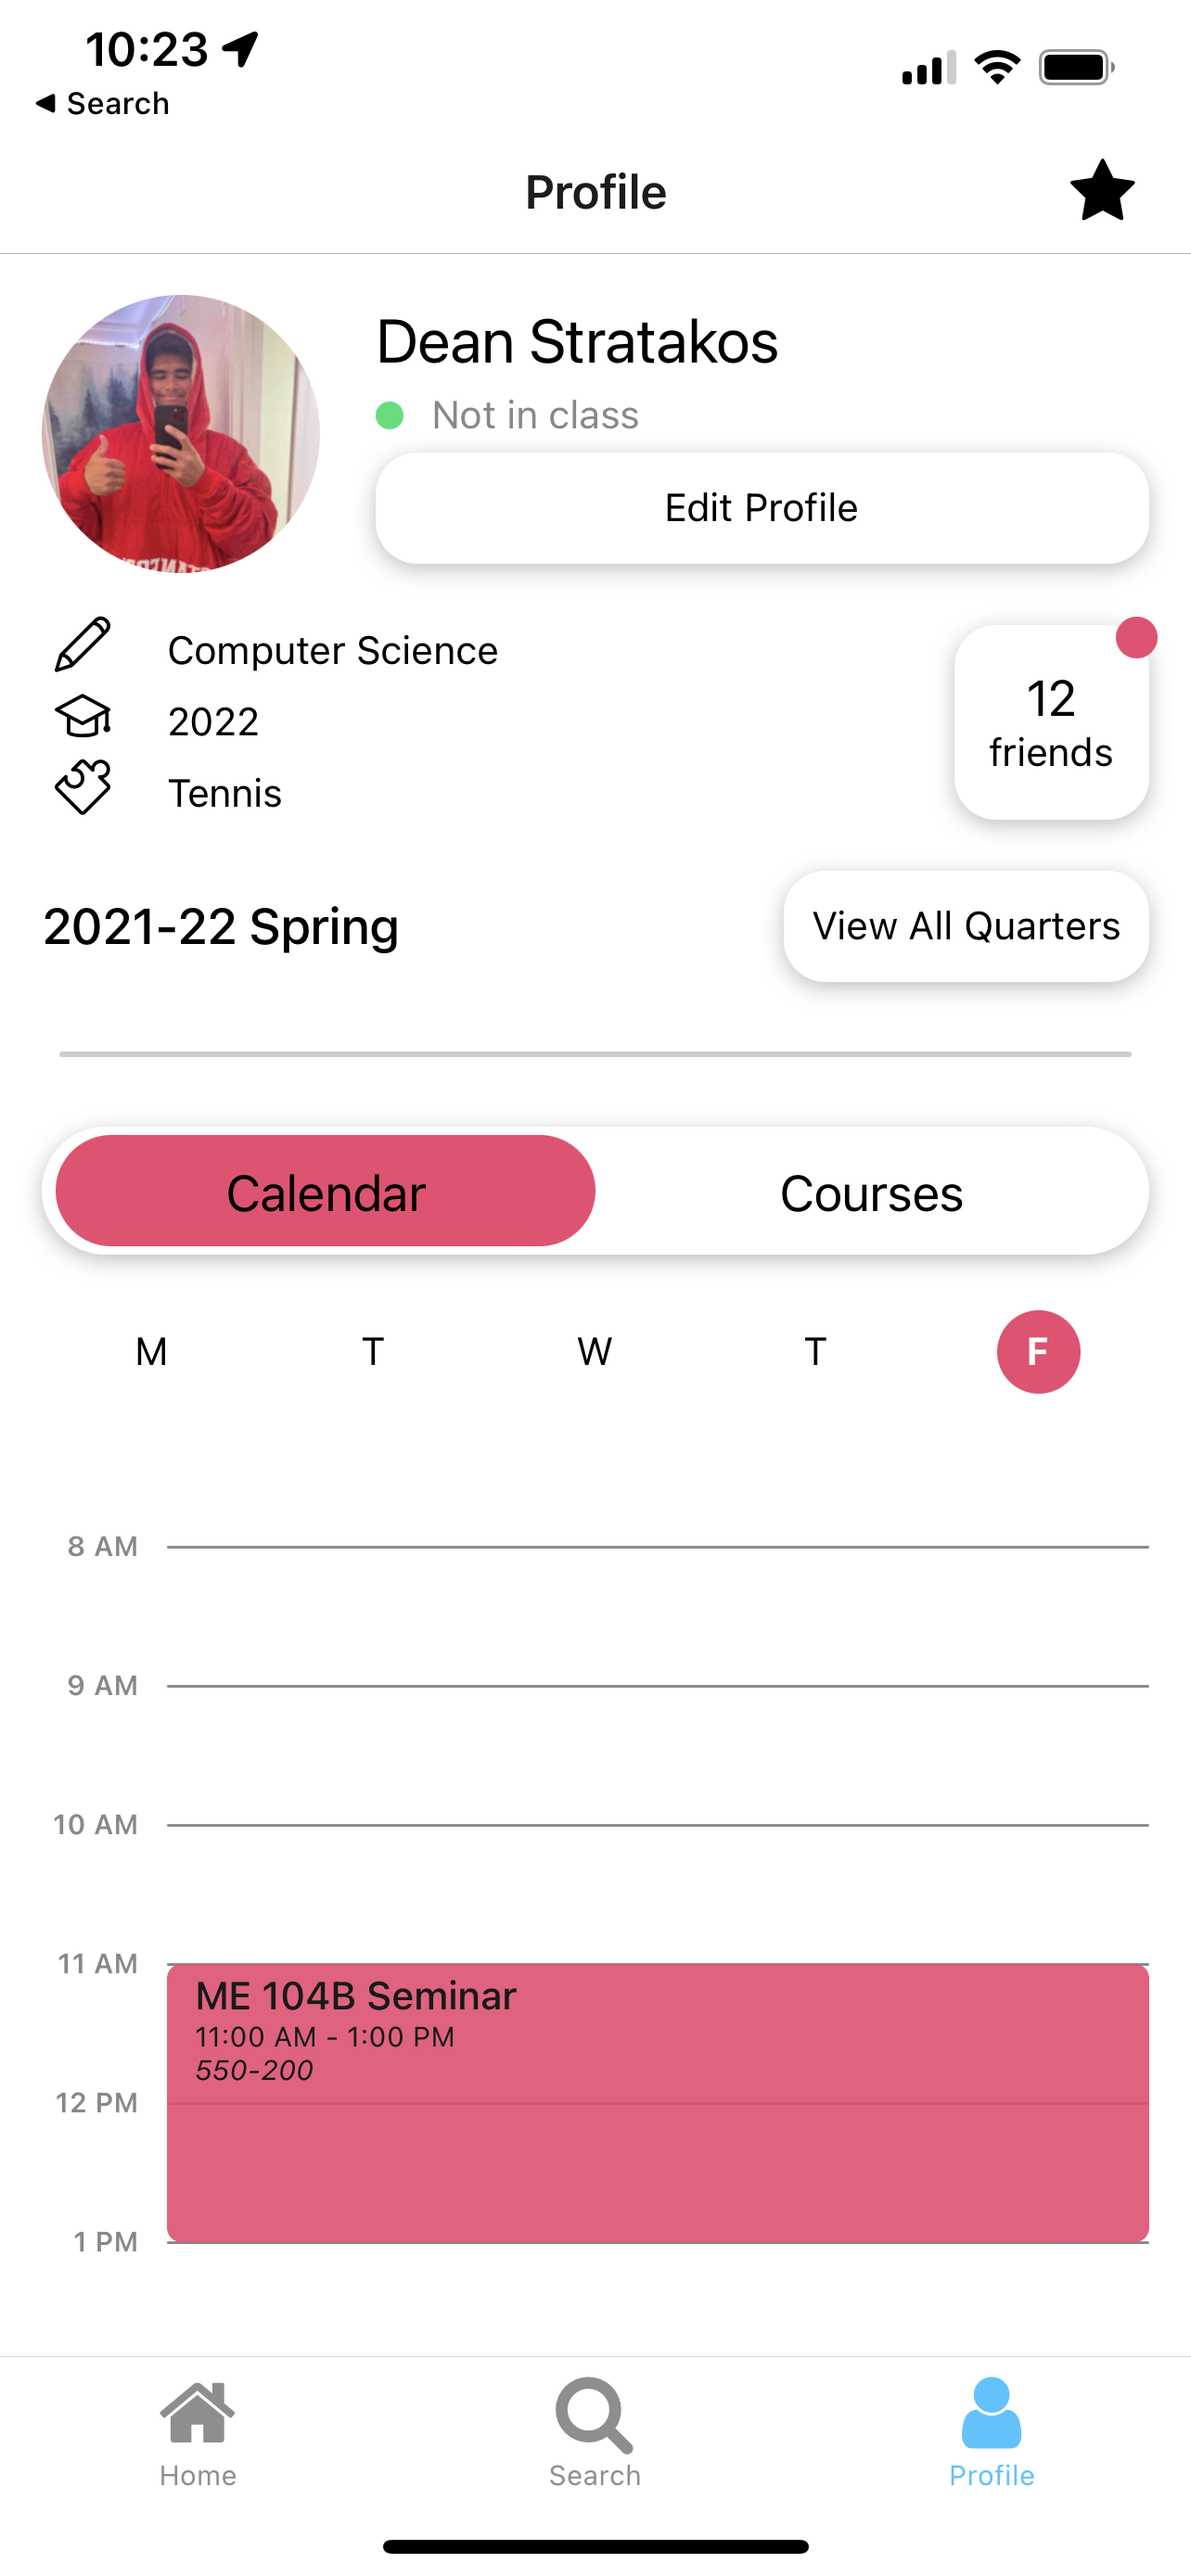 10:23
Search
Profile
Dean Stratakos
Not in class
Edit Profile
Computer Science
2022
Tennis
12
friends
2021-22 Spring
View All Quarters
Calendar
Courses
M T W T F
8 AM
9 AM
10 AM
11 AM
ME 104B Seminar
11:00 AM - 1:00 PM
550-200
12 PM
1 PM
Home
Search
Profile